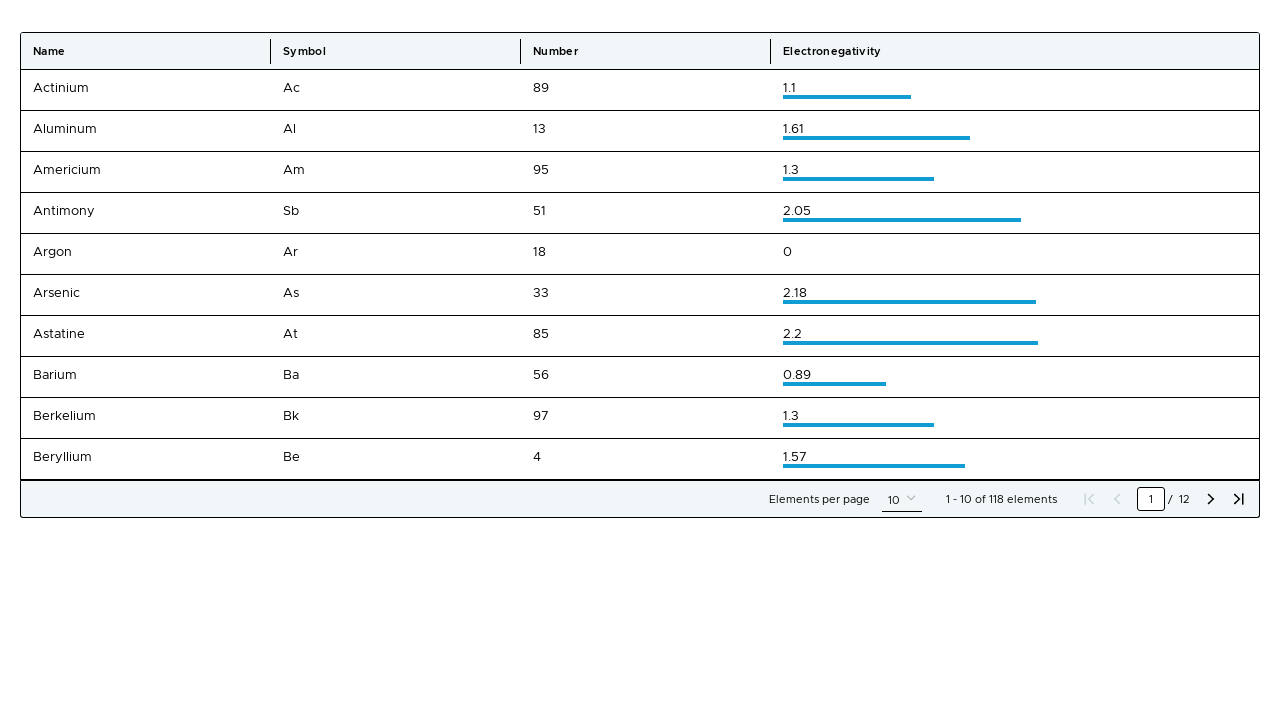 Name Symbol Number Electronegativity
Actinium Ac 89 1.1
Aluminum Al 13 1.61
Americium Am 95 1.3
Antimony Sb 51 2.05
Argon Ar 18 0
Arsenic As 33 2.18
Astatine At 85 2.2
Barium Ba 56 0.89
Berkelium Bk 97 1.3
Beryllium Be 4 1.57
Elements per page 10 1 - 10 of 118 elements 1 / 12